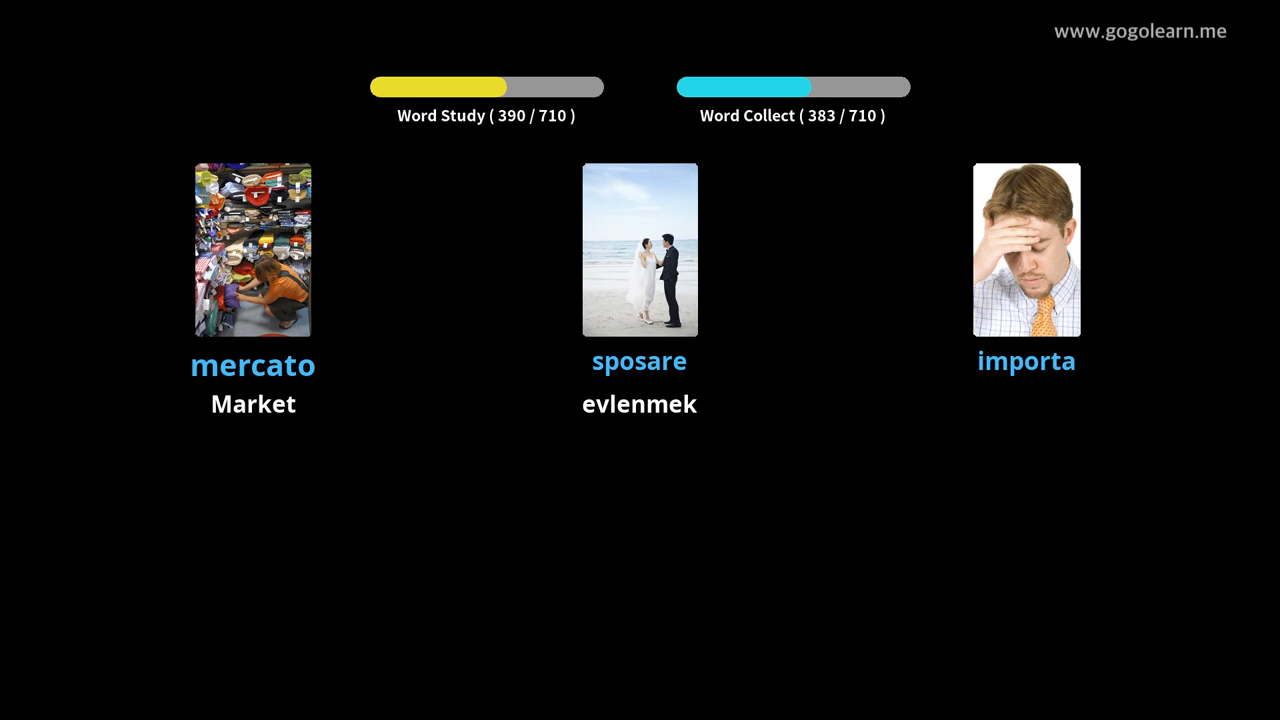 www.gogolearn.me
Word Study ( 390 / 710 )
Word Collect ( 383 / 710 )
mercato
Market
sposare
evlenmek
importa